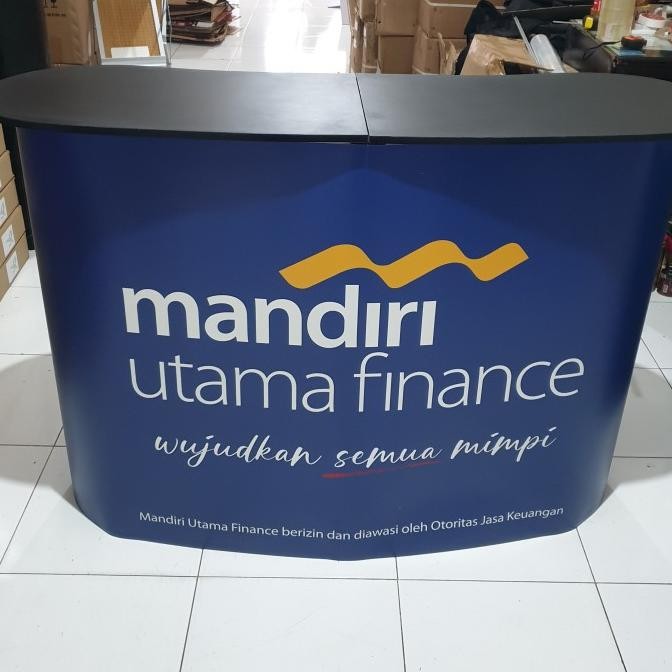 mandiri
utama finance
wujudkan semua mimpi
Mandiri Utama Finance berizin dan diawasi oleh Otoritas Jasa Keuangan